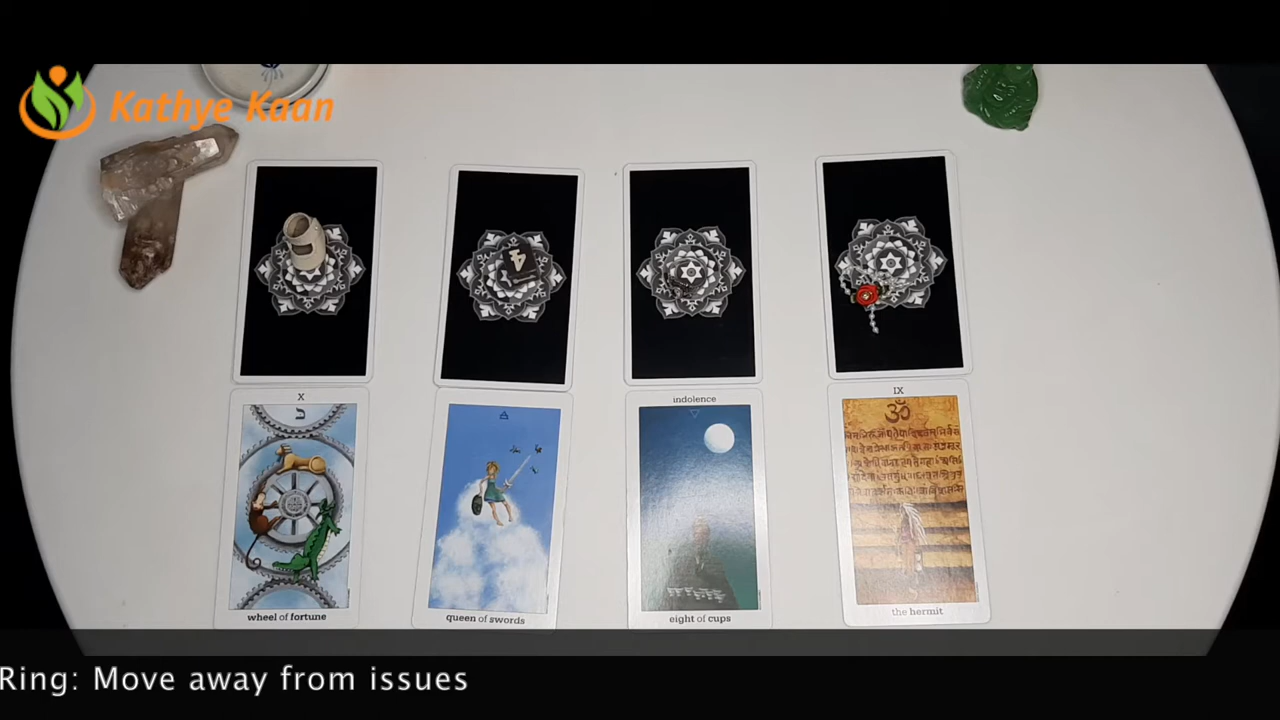 Kathye Kaan
X
indolence
IX
ॐ
wheel of fortune
queen of swords
eight of cups
the hermit
Ring: Move away from issues